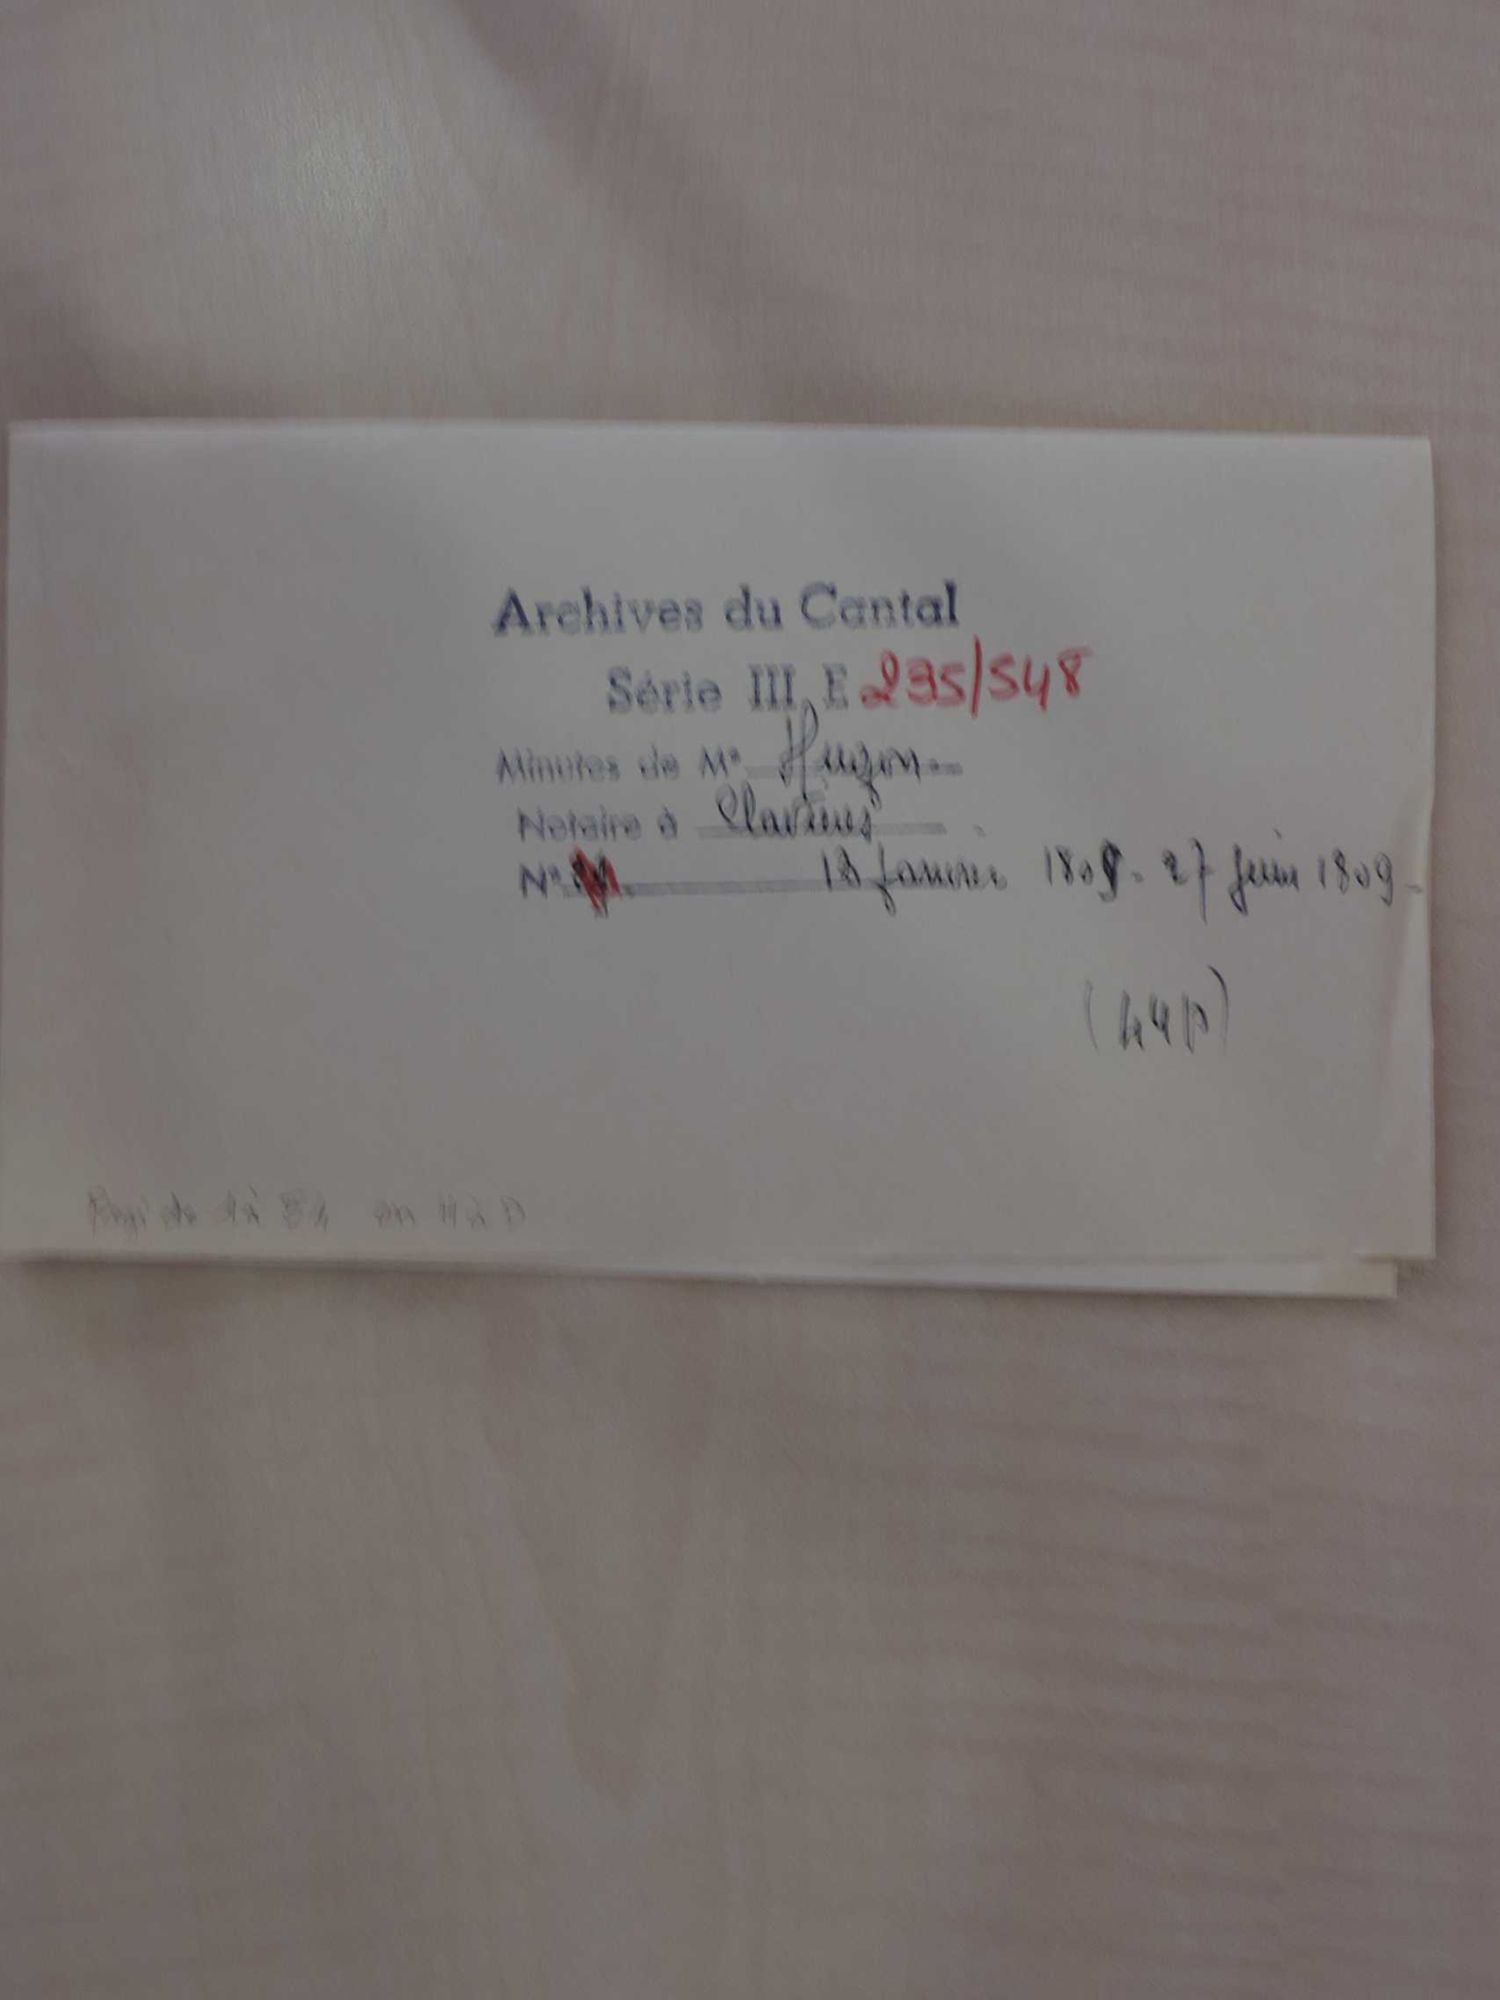 Archives du Cantal
Série III E 235/548
Minutes de Me Hugon
Notaire à Clavières
N° 13 Janvier 1809 - 27 Juin 1809 -
(44p)